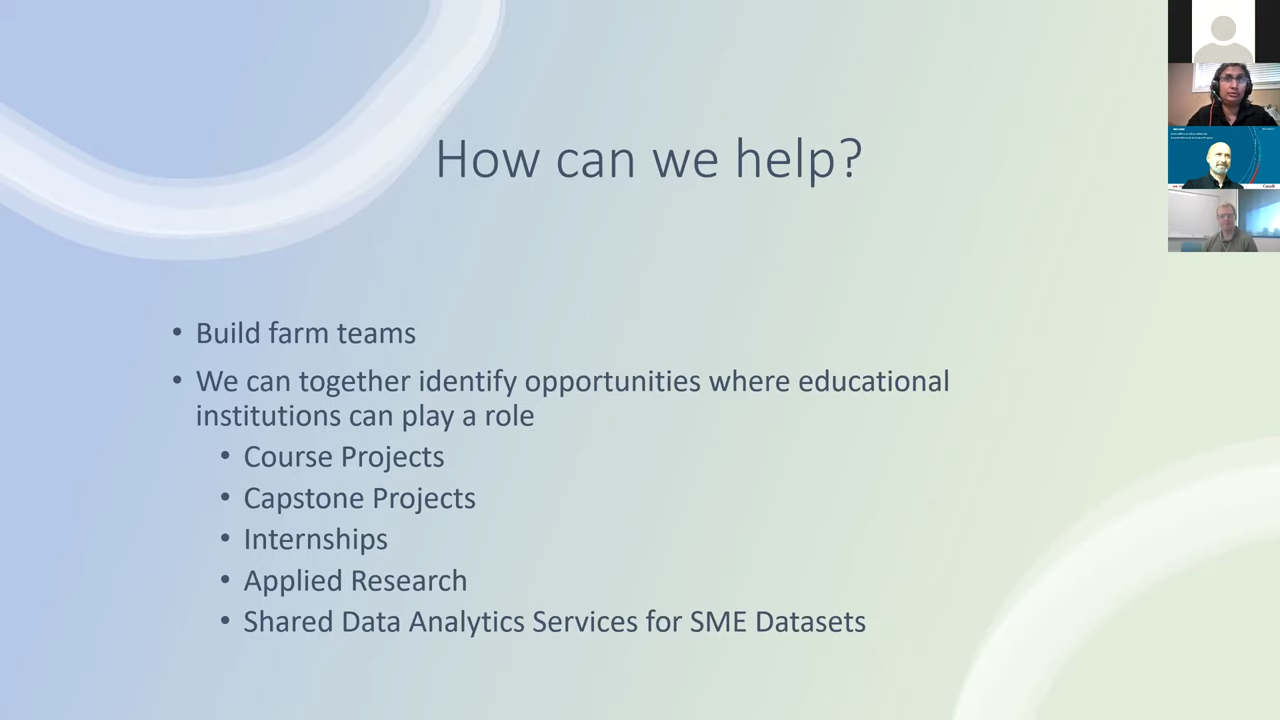 How can we help?
• Build farm teams
• We can together identify opportunities where educational
institutions can play a role
• Course Projects
• Capstone Projects
• Internships
• Applied Research
• Shared Data Analytics Services for SME Datasets
Canada